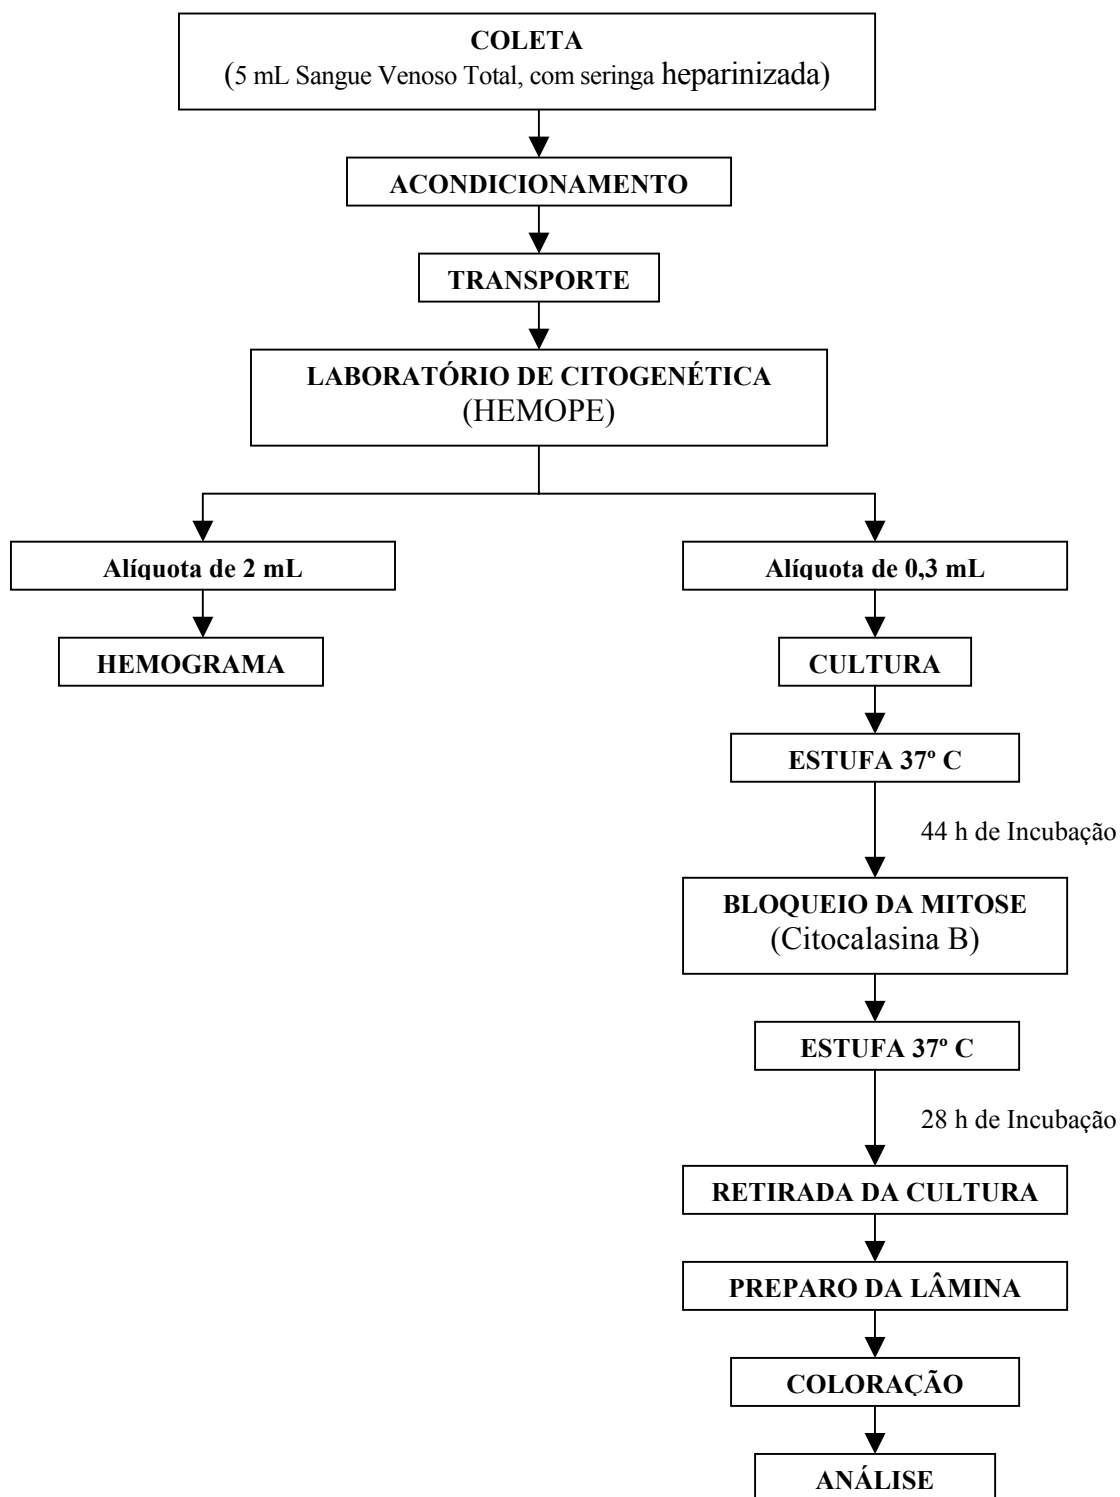 COLETA
(5 mL Sangue Venoso Total, com seringa heparinizada)
ACONDICIONAMENTO
TRANSPORTE
LABORATÓRIO DE CITOGENÉTICA
(HEMOPE)
Alíquota de 2 mL
Alíquota de 0,3 mL
HEMOGRAMA
CULTURA
ESTUFA 37º C
44 h de Incubação
BLOQUEIO DA MITOSE
(Citocalasina B)
ESTUFA 37º C
28 h de Incubação
RETIRADA DA CULTURA
PREPARO DA LÂMINA
COLORAÇÃO
ANÁLISE